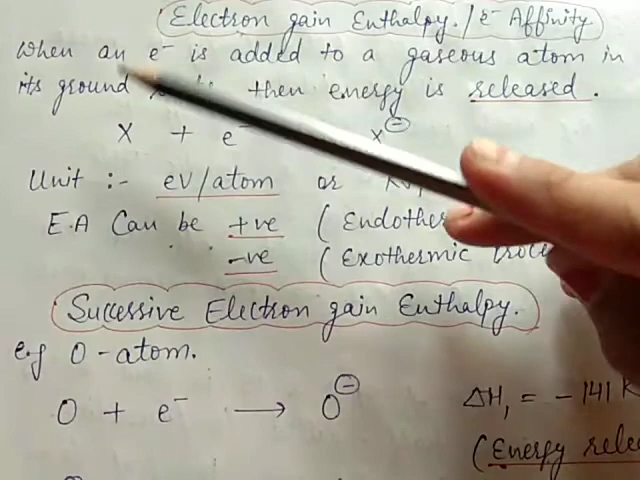 Electron gain Enthalpy./e⁻ Affinity
When an e⁻ is added to a gaseous atom in
its ground then energy is released.
X + e⁻ X⊖
Unit :- eV/atom or
E.A Can be +ve (Endother
-ve (Exothermic
Successive Electron gain Enthalpy.
e.g O-atom.
O + e⁻ → O⊖ ΔH₁ = -141 K
(Energy rele